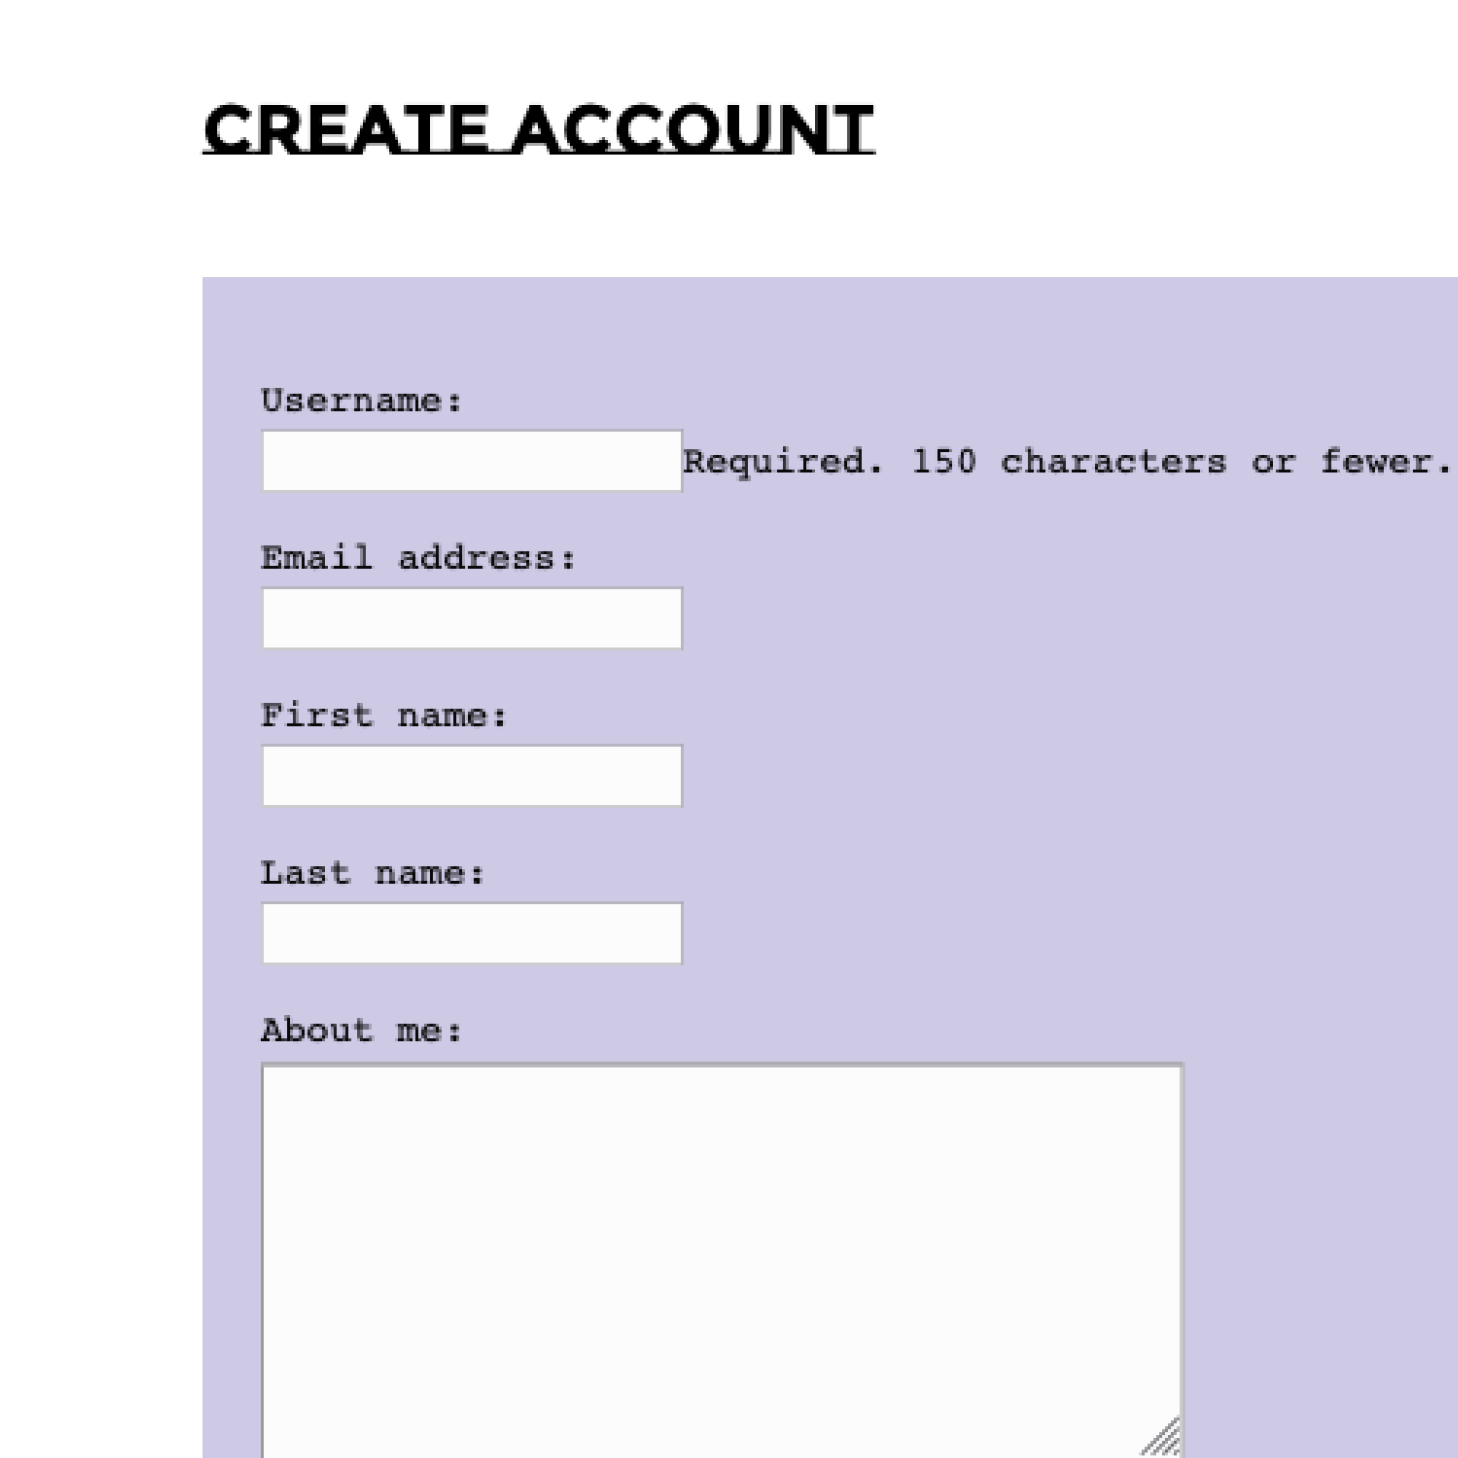 CREATE ACCOUNT
Username:
Required. 150 characters or fewer.
Email address:
First name:
Last name:
About me: